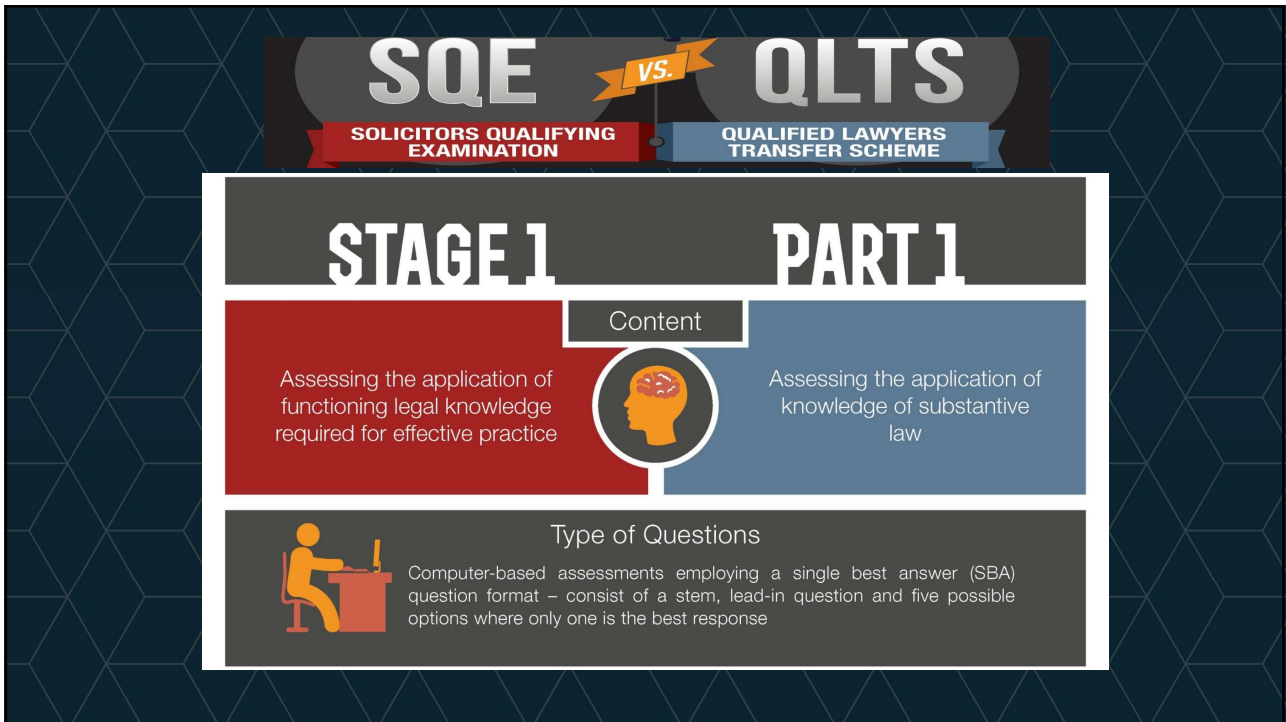 SQE VS. QLTS
SOLICITORS QUALIFYING
EXAMINATION
QUALIFIED LAWYERS
TRANSFER SCHEME
STAGE 1
PART 1
Content
Assessing the application of
functioning legal knowledge
required for effective practice
Assessing the application of
knowledge of substantive
law
Type of Questions
Computer-based assessments employing a single best answer (SBA)
question format – consist of a stem, lead-in question and five possible
options where only one is the best response